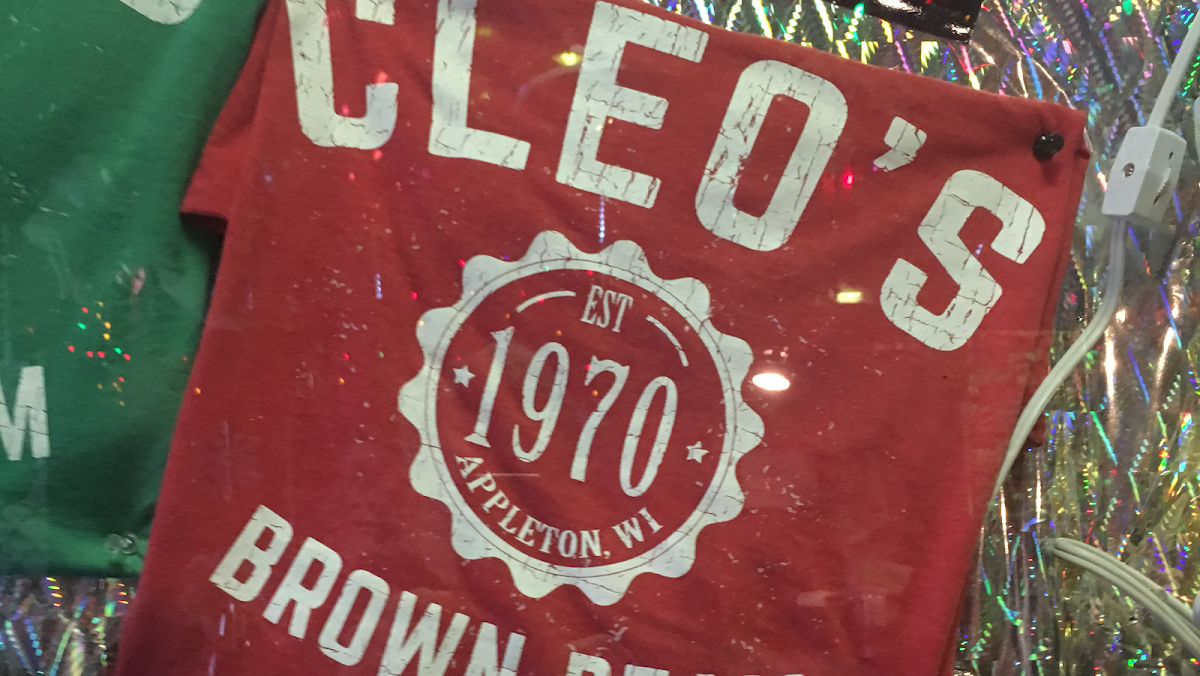 CLEO'S
EST
1970
APPLETON, WI
BROWN
M